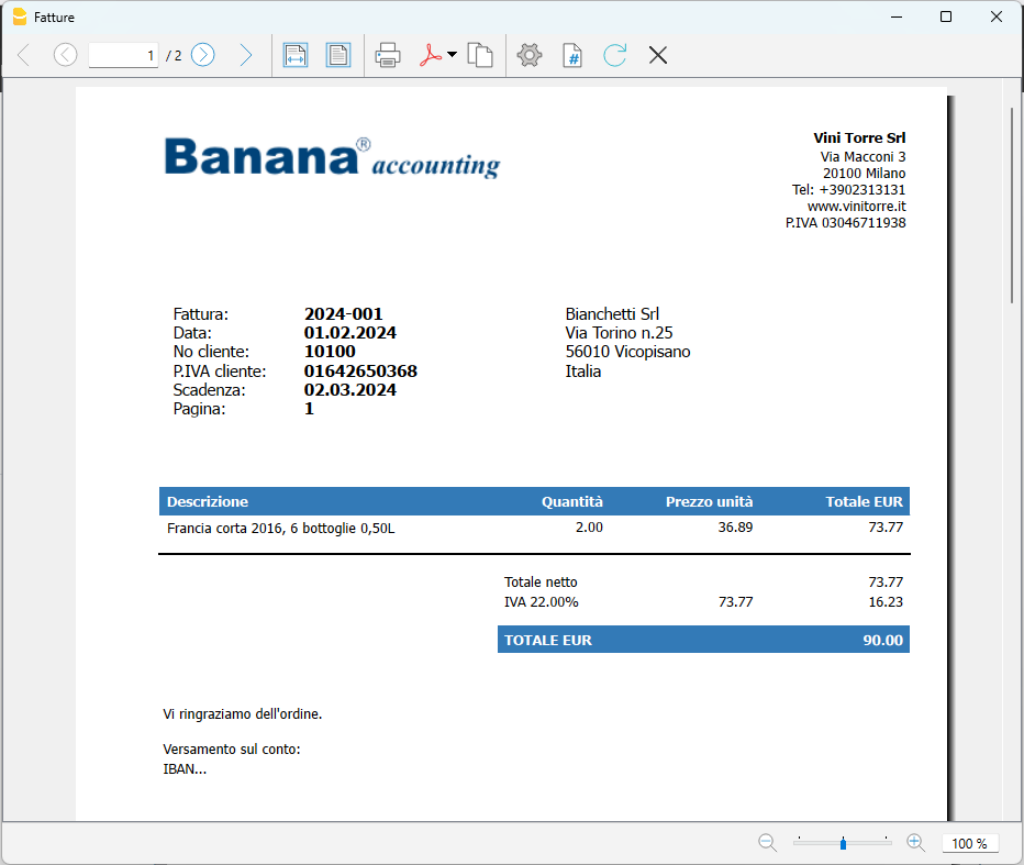 Fatture
1 / 2
#
Banana® accounting
Vini Torre Srl
Via Macconi 3
20100 Milano
Tel: +3902313131
www.vinitorre.it
P.IVA 03046711938
Fattura: 2024-001
Data: 01.02.2024
No cliente: 10100
P.IVA cliente: 01642650368
Scadenza: 02.03.2024
Pagina: 1
Bianchetti Srl
Via Torino n.25
56010 Vicopisano
Italia
Descrizione Quantità Prezzo unità Totale EUR
Francia corta 2016, 6 bottoglie 0,50L 2.00 36.89 73.77
Totale netto 73.77
IVA 22.00% 73.77 16.23
TOTALE EUR 90.00
Vi ringraziamo dell'ordine.
Versamento sul conto:
IBAN...
100 %